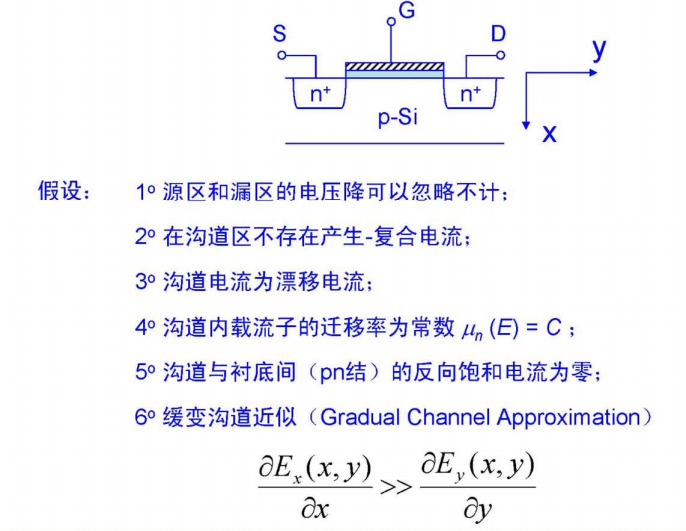 G
S
D
y
n⁺
n⁺
p-Si
x
假设: 1º 源区和漏区的电压降可以忽略不计;
2º 在沟道区不存在产生-复合电流;
3º 沟道电流为漂移电流;
4º 沟道内载流子的迁移率为常数 μₙ (E) = C ;
5º 沟道与衬底间（pn结）的反向饱和电流为零;
6º 缓变沟道近似（Gradual Channel Approximation）
∂Eₓ(x, y)/∂x >> ∂E_y(x, y)/∂y